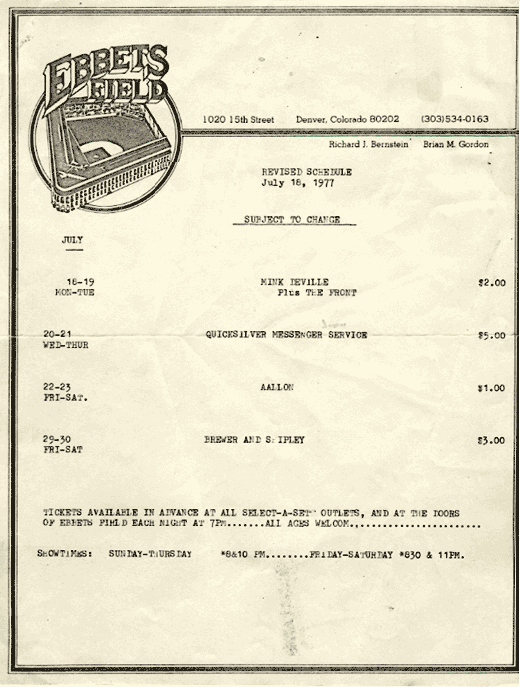 EBBETS
FIELD
1020 15th Street Denver, Colorado 80202 (303)534-0163
Richard J. Bernstein Brian M. Gordon
REVISED SCHEDULE
July 18, 1977
SUBJECT TO CHANGE
JULY
18-19 MINK DEVILLE $2.00
MON-TUE Plus THE FRONT
20-21 QUICKSILVER MESSENGER SERVICE $5.00
WED-THUR
22-23 AALLON $1.00
FRI-SAT.
29-30 BREWER AND SHIPLEY $3.00
FRI-SAT
TICKETS AVAILABLE IN ADVANCE AT ALL SELECT-A-SET" OUTLETS, AND AT THE DOORS
OF EBBETS FIELD EACH NIGHT AT 7PM.......ALL AGES WELCOM.,......................
SHOWTIMES: SUNDAY-THURSDAY *8&10 PM........FRIDAY-SATURDAY *830 & 11PM.